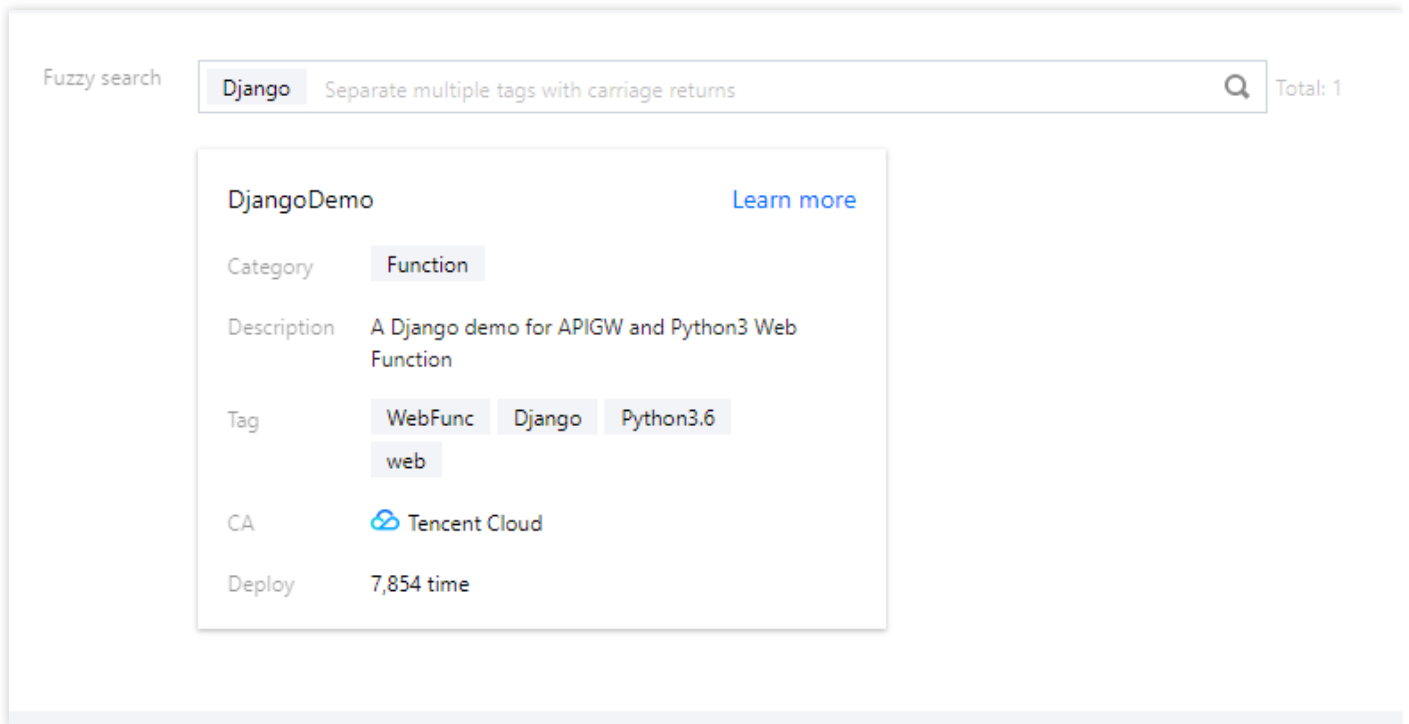 Fuzzy search Django Separate multiple tags with carriage returns Total: 1
DjangoDemo Learn more
Category Function
Description A Django demo for APIGW and Python3 Web
Function
Tag WebFunc Django Python3.6
web
CA Tencent Cloud
Deploy 7,854 time